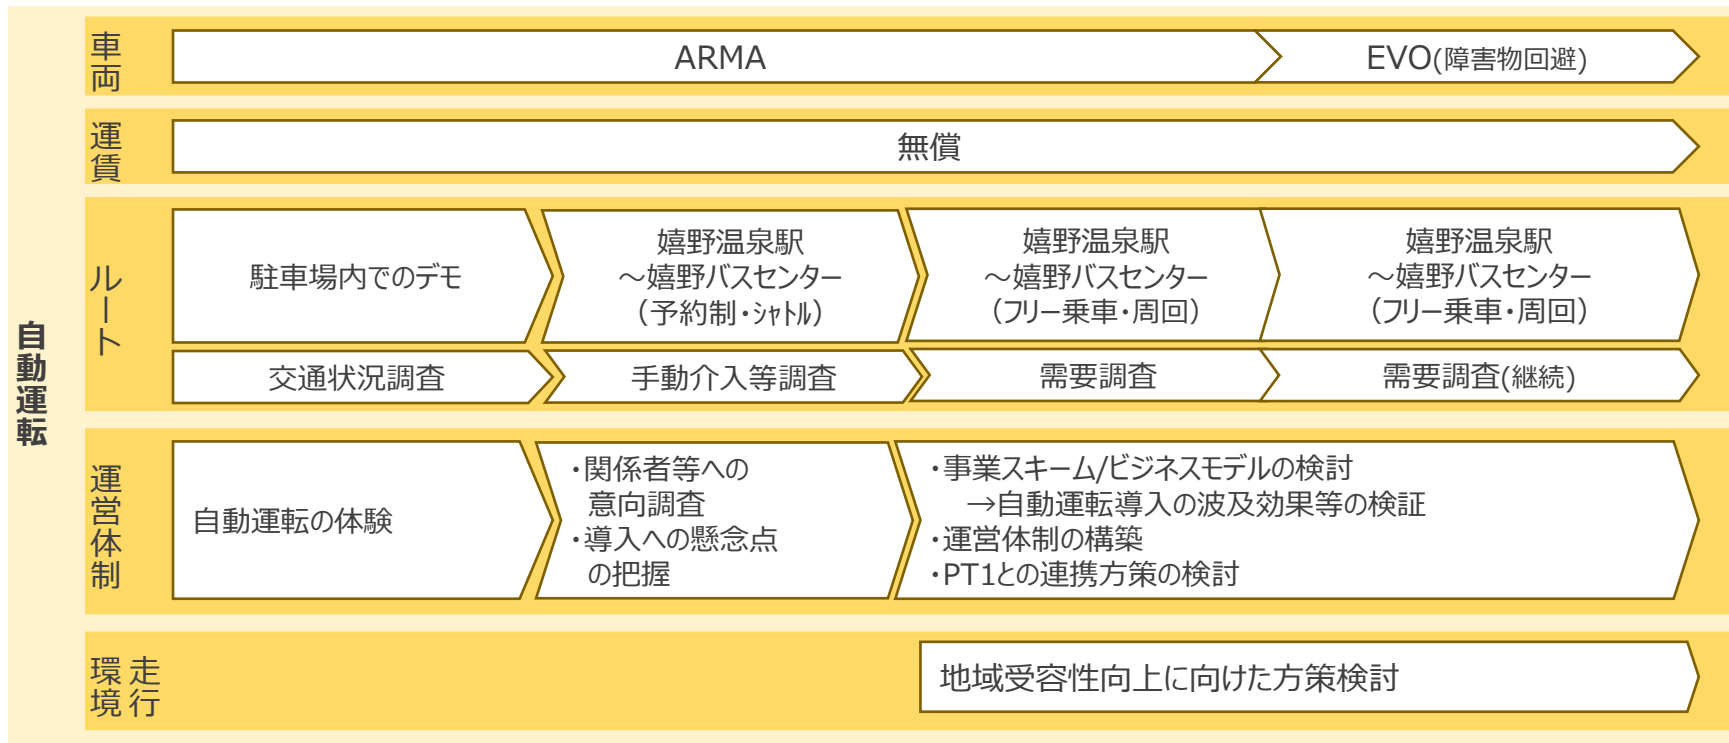 自動運転
車両
ARMA
EVO(障害物回避)
運賃
無償
ルート
駐車場内でのデモ
嬉野温泉駅
～嬉野バスセンター
（予約制・ｼｬﾄﾙ）
嬉野温泉駅
～嬉野バスセンター
（フリー乗車・周回）
嬉野温泉駅
～嬉野バスセンター
（フリー乗車・周回）
交通状況調査
手動介入等調査
需要調査
需要調査(継続)
運営体制
自動運転の体験
・関係者等への
意向調査
・導入への懸念点
の把握
・事業スキーム/ビジネスモデルの検討
→自動運転導入の波及効果等の検証
・運営体制の構築
・PT1との連携方策の検討
走行
環境
地域受容性向上に向けた方策検討